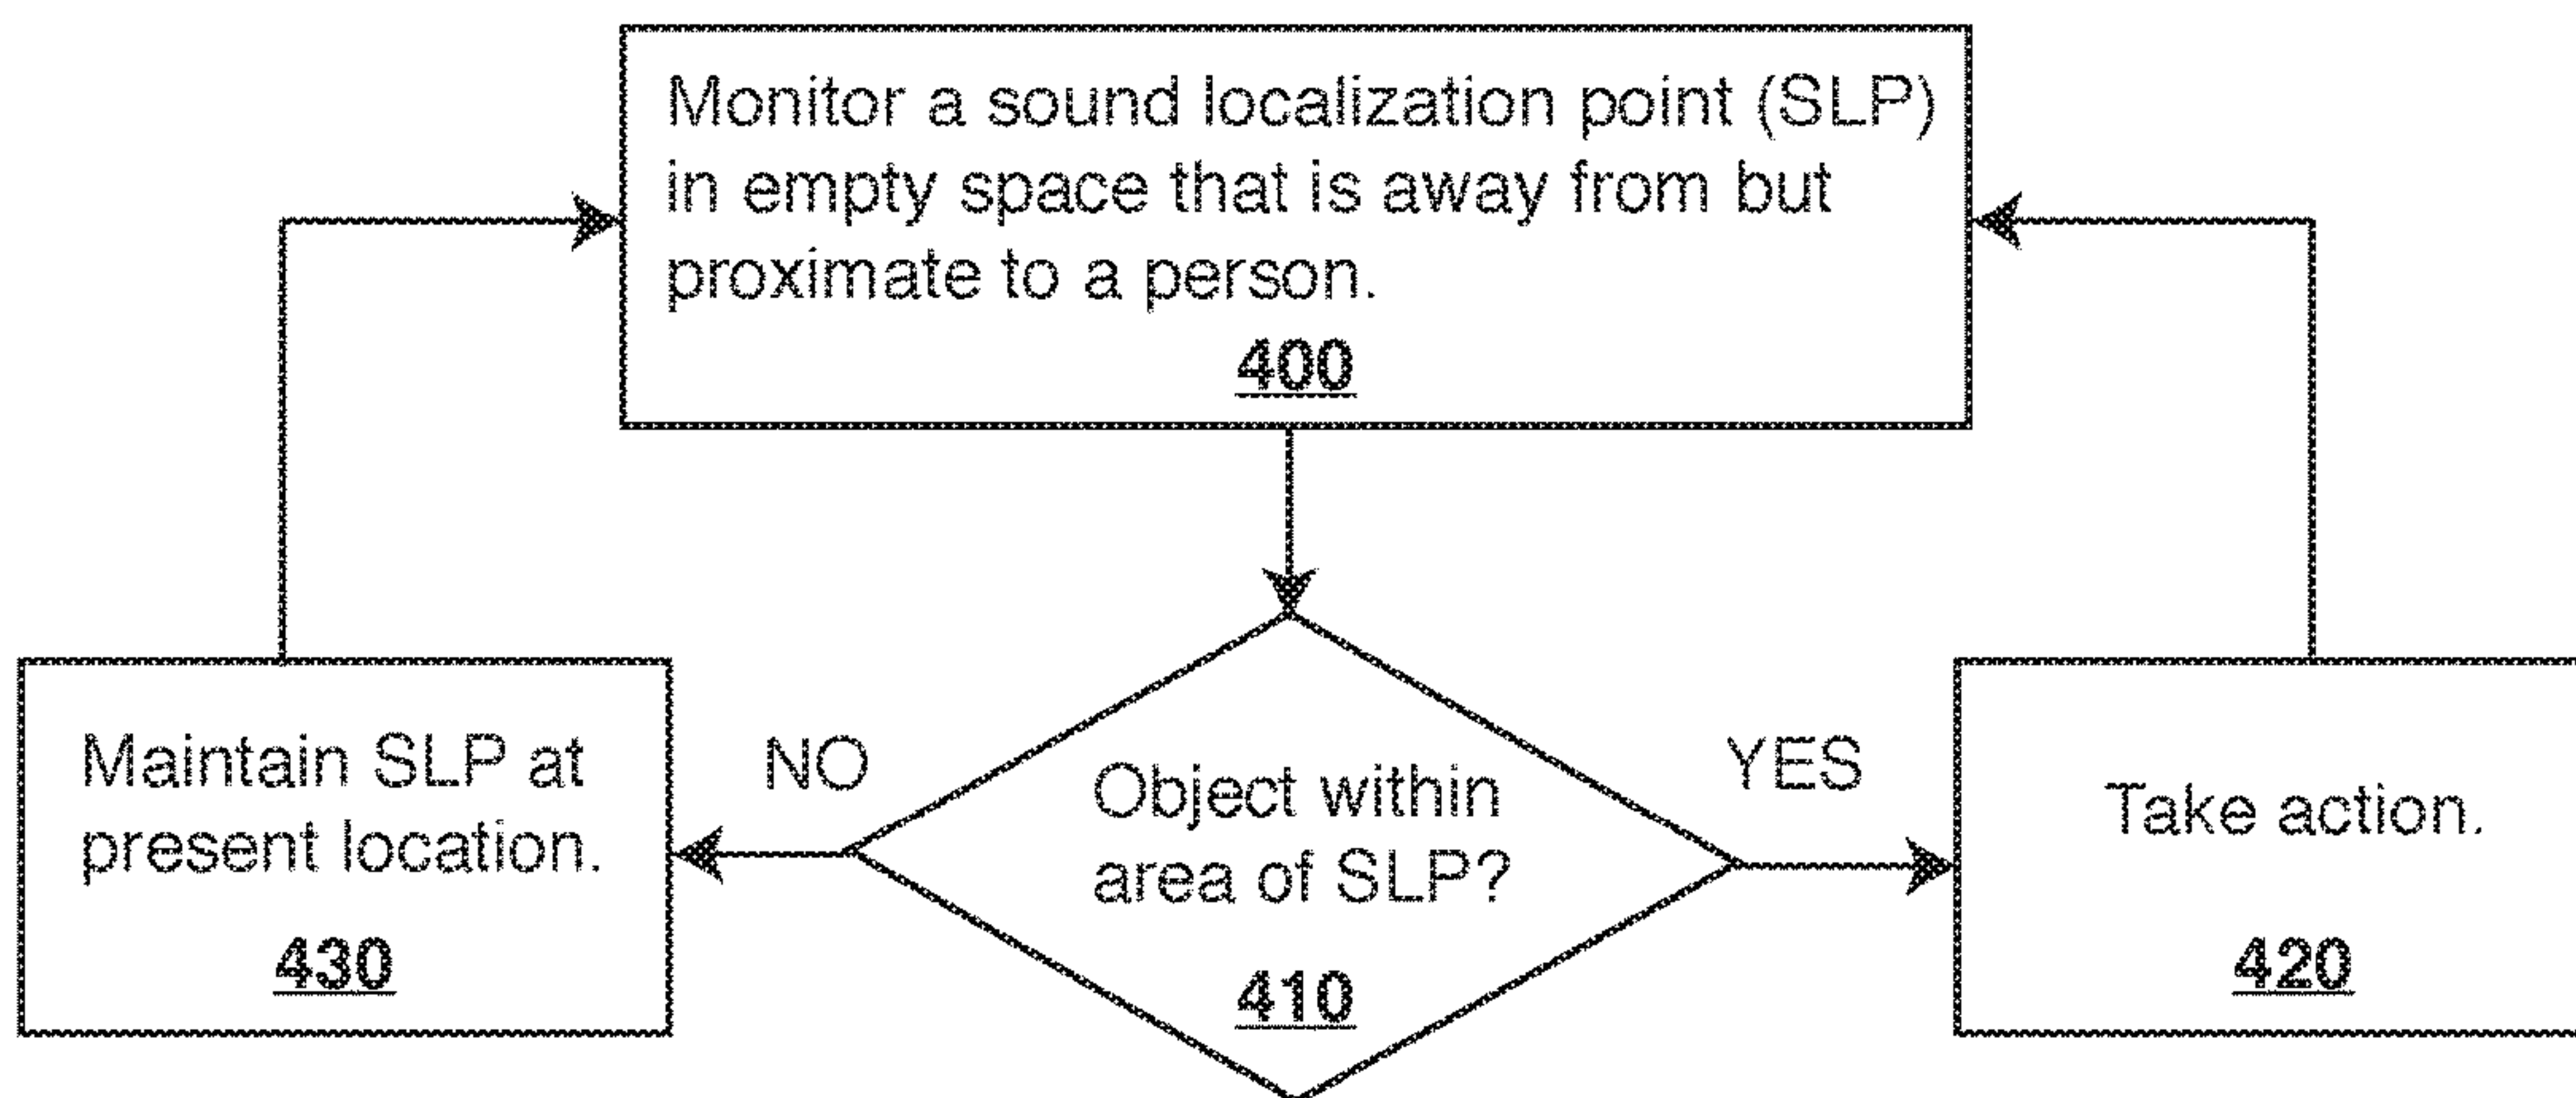 Monitor a sound localization point (SLP)
in empty space that is away from but
proximate to a person.
400
Maintain SLP at
present location.
430
NO
Object within
area of SLP?
410
YES
Take action.
420